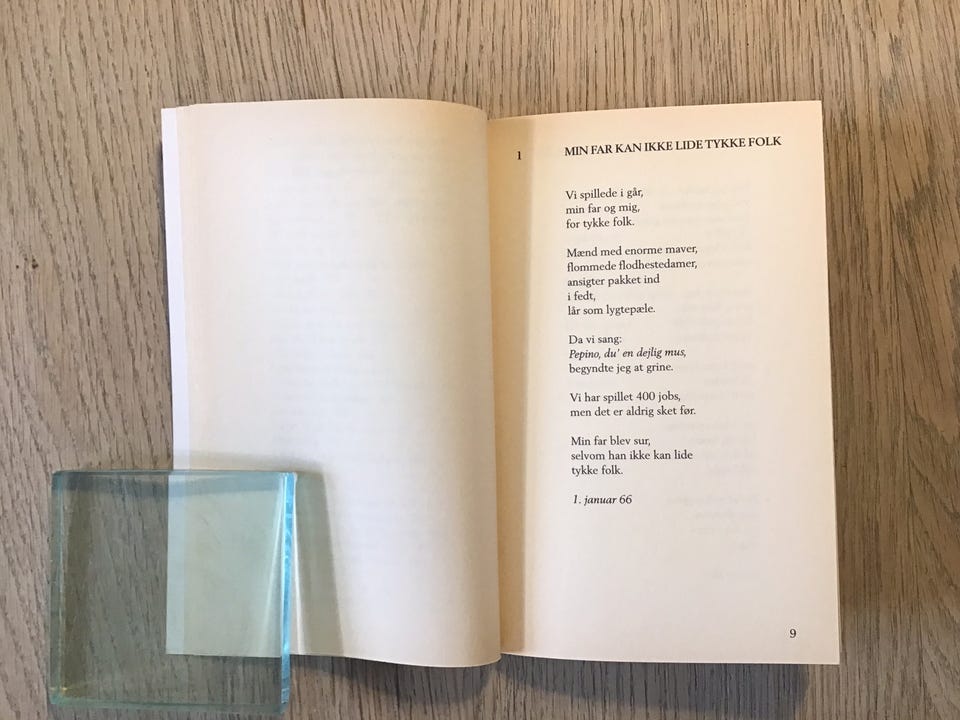 1
MIN FAR KAN IKKE LIDE TYKKE FOLK
Vi spillede i går,
min far og mig,
for tykke folk.
Mænd med enorme maver,
flommede flodhestedamer,
ansigter pakket ind
i fedt,
lår som lygtepæle.
Da vi sang:
Pepino, du' en dejlig mus,
begyndte jeg at grine.
Vi har spillet 400 jobs,
men det er aldrig sket før.
Min far blev sur,
selvom han ikke kan lide
tykke folk.
1. januar 66
9